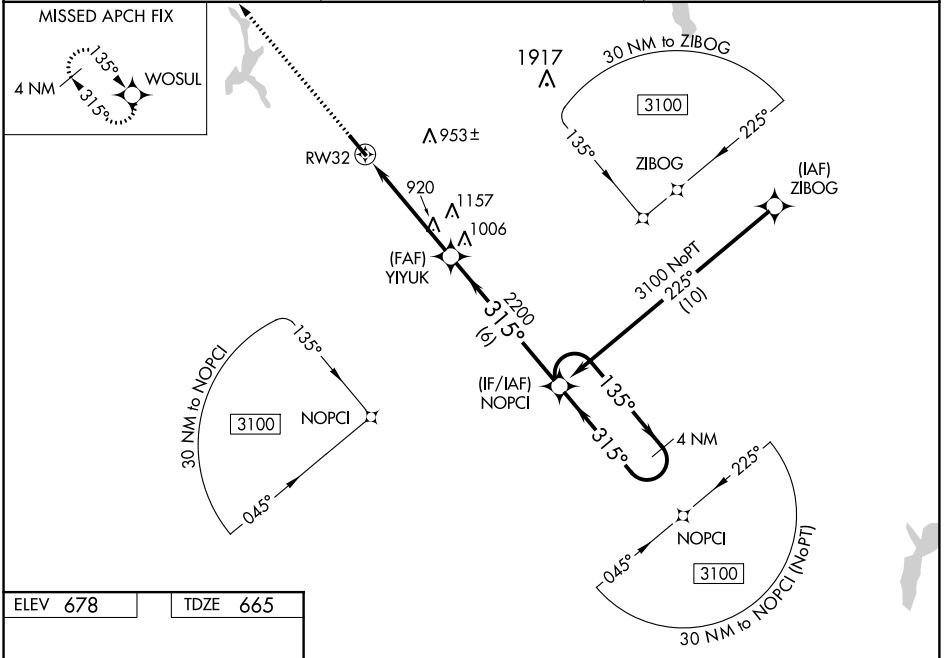 MISSED APCH FIX
135°
WOSUL
4 NM
315°
1917
30 NM to ZIBOG
3100
135°
225°
ZIBOG
953±
RW32
920
1157
1006
(IAF)
ZIBOG
(FAF)
YIYUK
3100 NoPT
225°
(10)
2200
315°
(6)
(IF/IAF)
NOPCI
135°
315°
4 NM
30 NM to NOPCI
135°
3100
NOPCI
045°
225°
NOPCI
045°
3100
30 NM to NOPCI (NoPT)
ELEV 678
TDZE 665